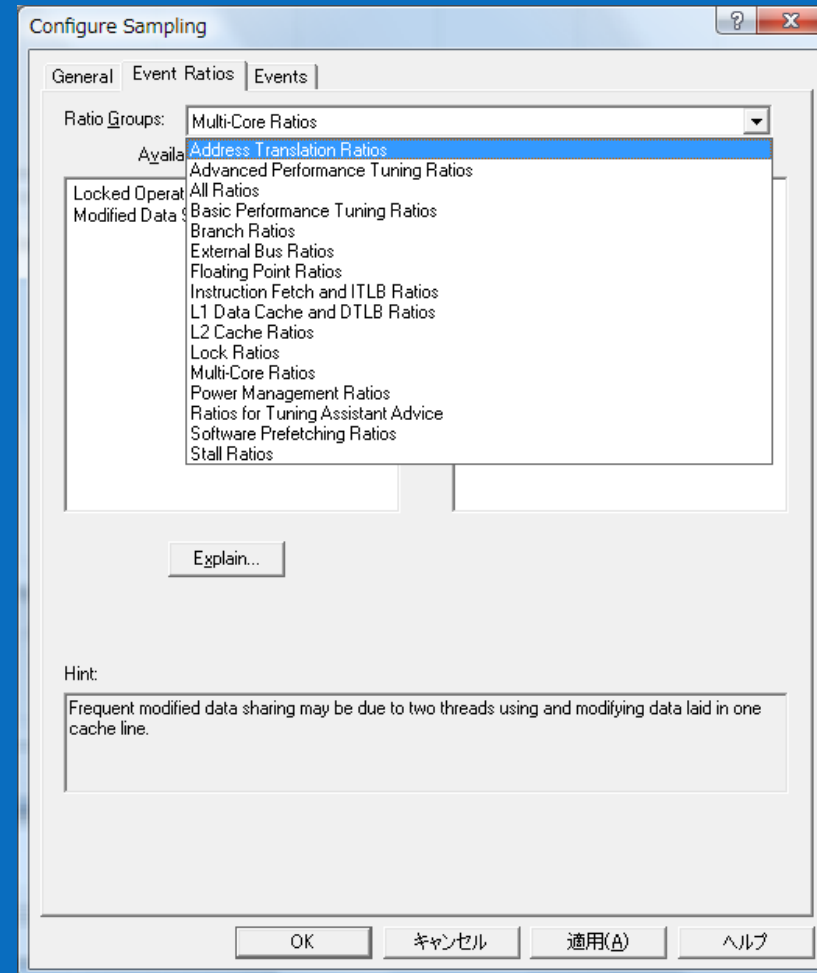 Configure Sampling
General Event Ratios Events
Ratio Groups: Multi-Core Ratios
Address Translation Ratios
Advanced Performance Tuning Ratios
Locked
All Ratios
Modified Data
Basic Performance Tuning Ratios
Branch Ratios
External Bus Ratios
Floating Point Ratios
Instruction Fetch and ITLB Ratios
L1 Data Cache and DTLB Ratios
L2 Cache Ratios
Lock Ratios
Multi-Core Ratios
Power Management Ratios
Ratios for Tuning Assistant Advice
Software Prefetching Ratios
Stall Ratios
Explain...
Hint:
Frequent modified data sharing may be due to two threads using and modifying data laid in one
cache line.
OK キャンセル 適用(A) ヘルプ